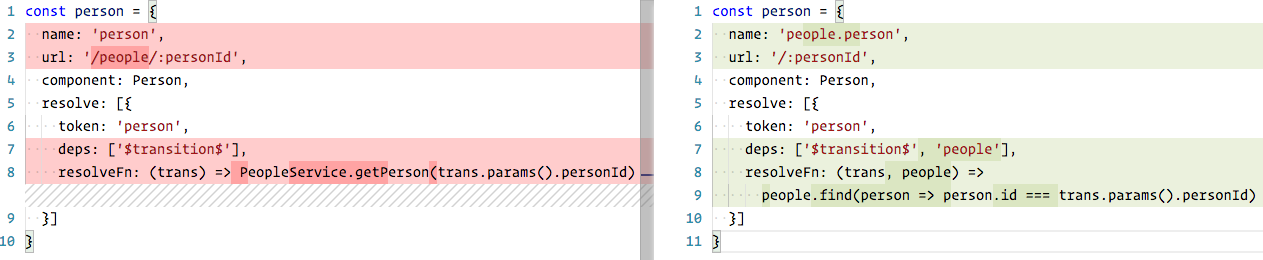 1 const person = {
2 name: 'person',
3 url: '/people/:personId',
4 component: Person,
5 resolve: [{
6 token: 'person',
7 deps: ['$transition$'],
8 resolveFn: (trans) => PeopleService.getPerson(trans.params().personId)
9 }]
10 }
1 const person = {
2 name: 'people.person',
3 url: '/:personId',
4 component: Person,
5 resolve: [{
6 token: 'person',
7 deps: ['$transition$', 'people'],
8 resolveFn: (trans, people) =>
9 people.find(person => person.id === trans.params().personId)
10 }]
11 }